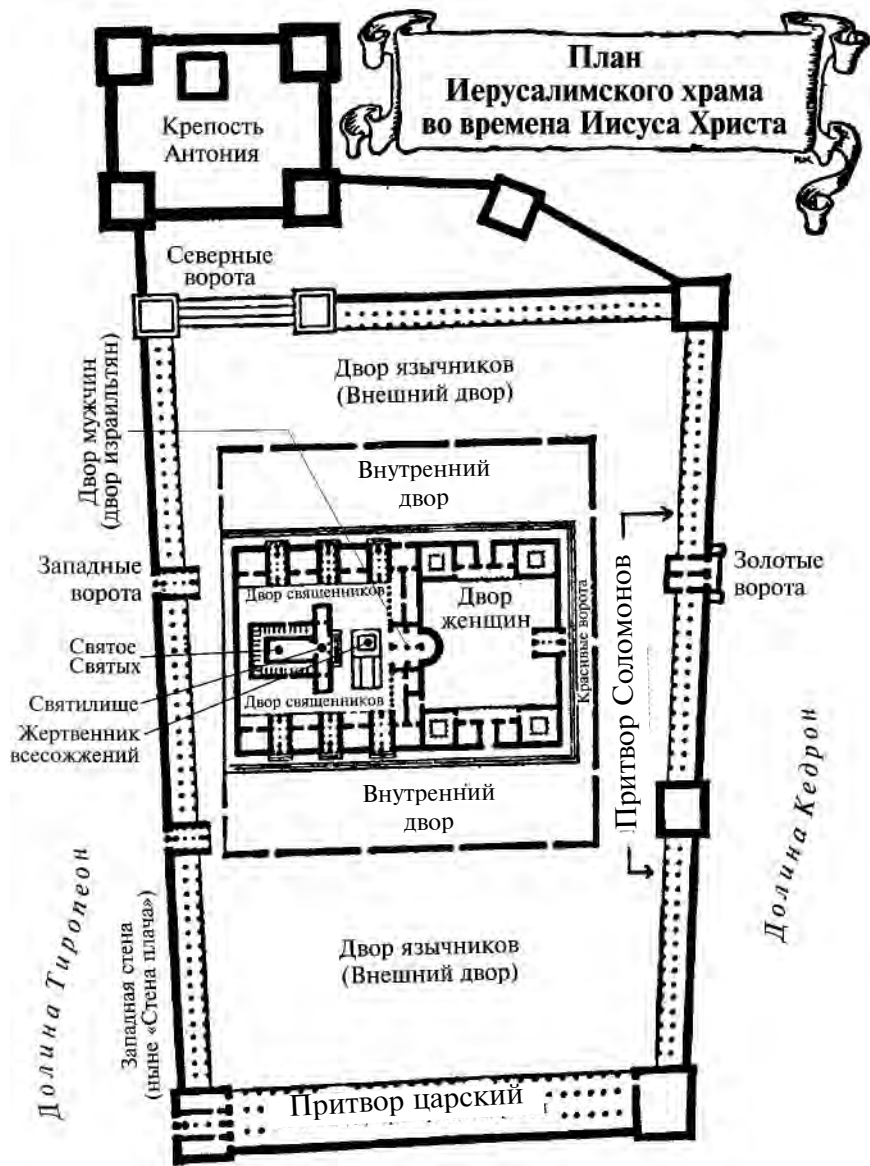 План
Иерусалимского храма
во времена Иисуса Христа
Крепость
Антония
Северные
ворота
Двор мужчин
(двор израильтян)
Двор язычников
(Внешний двор)
Внутренний
двор
Западные
ворота
Двор священников
Двор
женщин
Красивые ворота
Притвор Соломонов
Золотые
ворота
Святое
Святых
Святилище
Двор священников
Жертвенник
всесожжений
Внутренний
двор
Долина Кедрон
Долина Тиропеон
Западная стена
(ныне «Стена плача»)
Двор язычников
(Внешний двор)
Притвор царский